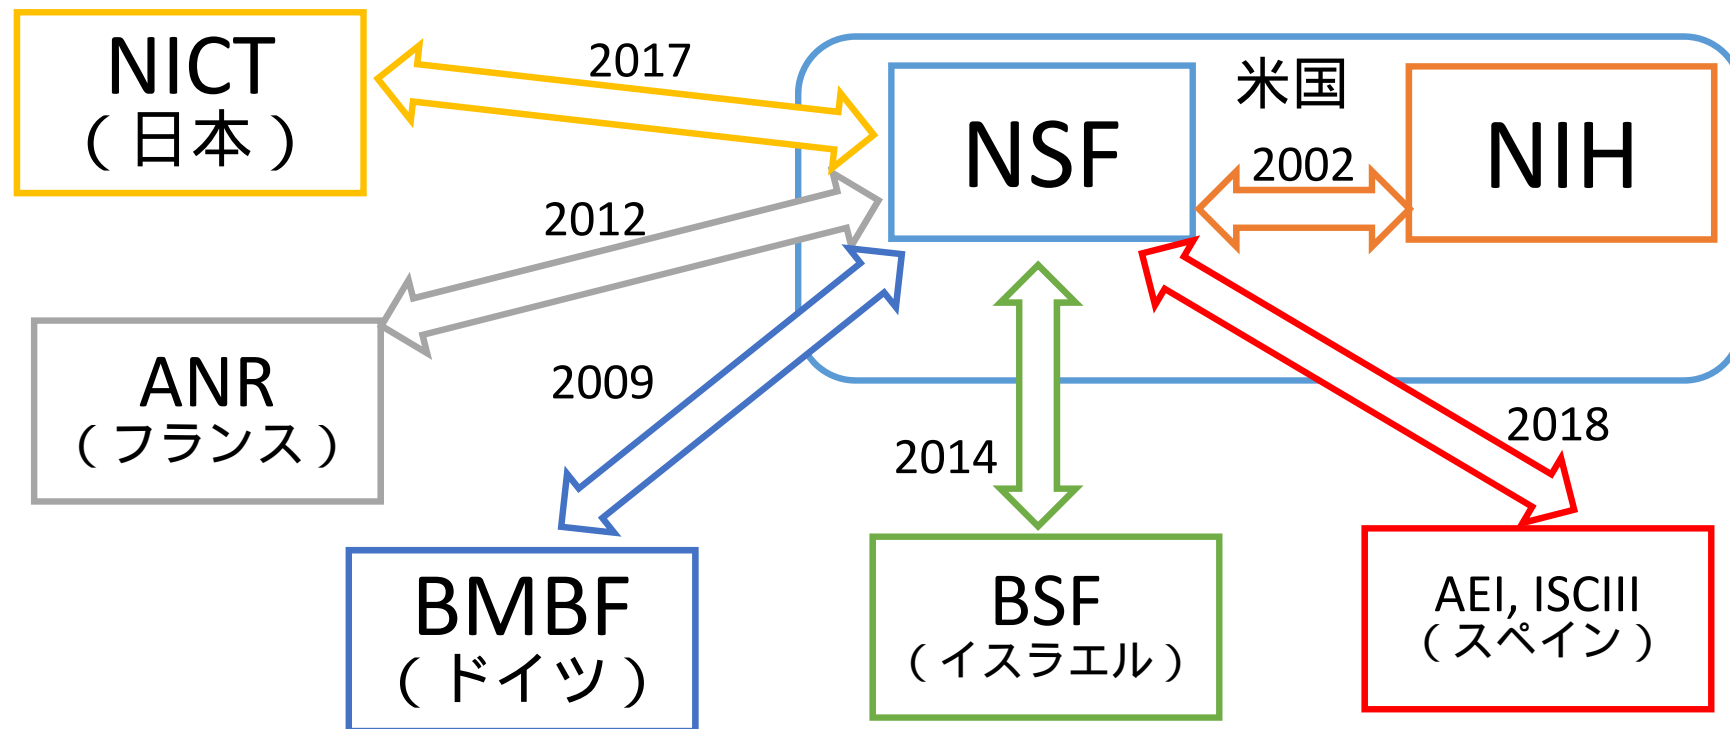 NICT
（日本）
2017
米国
NSF
2002
NIH
2012
ANR
（フランス）
2009
2014
2018
BMBF
（ドイツ）
BSF
（イスラエル）
AEI, ISCIII
（スペイン）